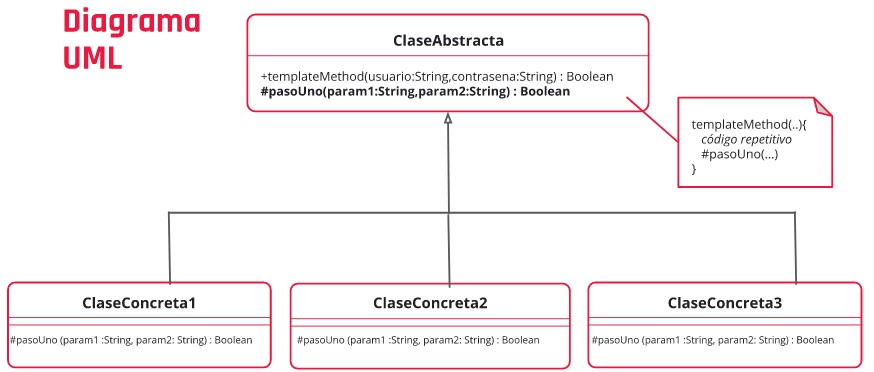 Diagrama
UML
ClaseAbstracta
+templateMethod(usuario:String,contrasena:String) : Boolean
#pasoUno(param1:String,param2:String) : Boolean
templateMethod(..){
código repetitivo
#pasoUno(...)
}
ClaseConcreta1
#pasoUno (param1 :String, param2: String) : Boolean
ClaseConcreta2
#pasoUno (param1 :String, param2: String) : Boolean
ClaseConcreta3
#pasoUno (param1 :String, param2: String) : Boolean